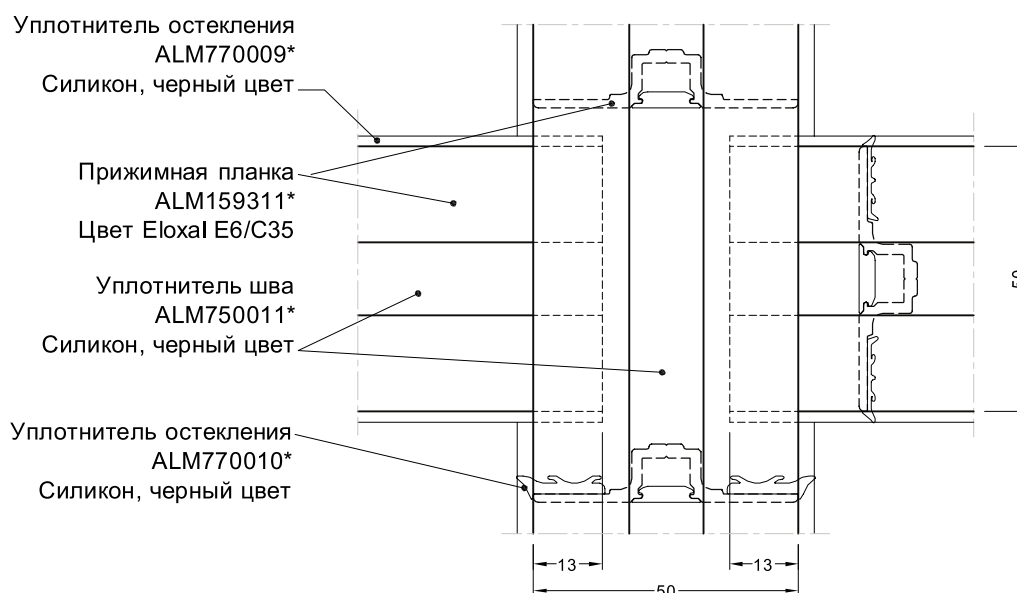 Уплотнитель остекления
ALM770009*
Силикон, черный цвет
Прижимная планка
ALM159311*
Цвет Eloxal E6/C35
Уплотнитель шва
ALM750011*
Силикон, черный цвет
Уплотнитель остекления
ALM770010*
Силикон, черный цвет
13
13
50
50